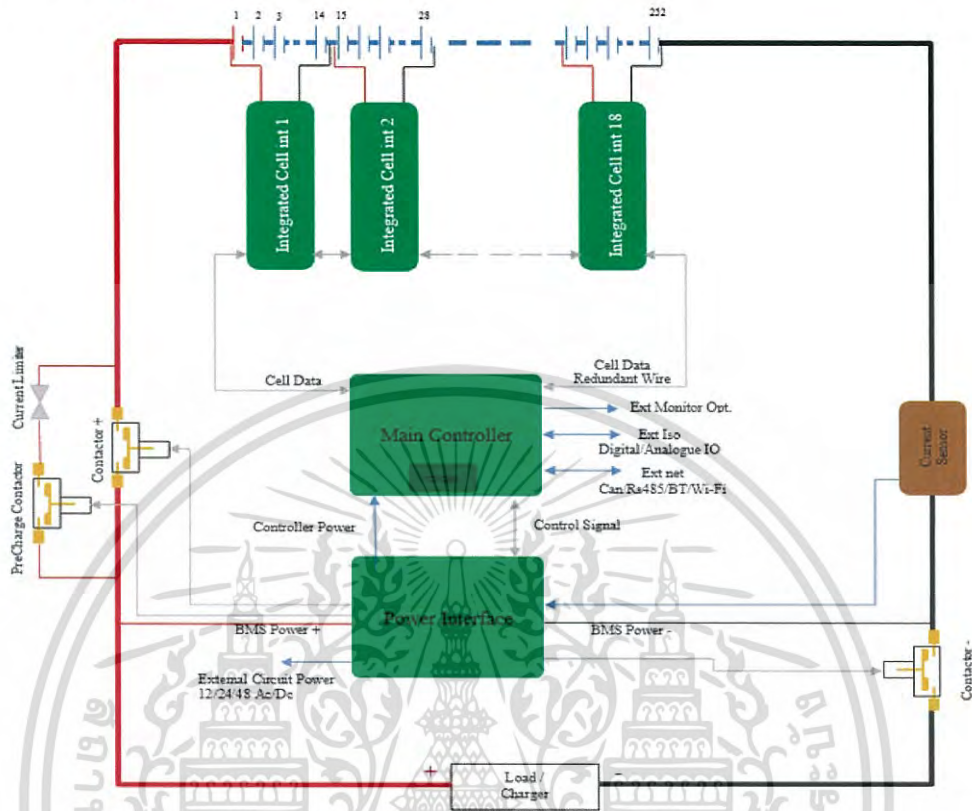 1 2 3 14 15 28 252
Integrated Cell int 1
Integrated Cell int 2
Integrated Cell int 18
Current Limiter
Contactor +
PreCharge Contactor
Cell Data
Cell Data
Redundant Wire
Main Controller
Ext Monitor Opt.
Ext Iso
Digital/Analogue IO
Ext net
Can/Rs485/BT/Wi-Fi
Current
Sensor
Controller Power
Control Signal
Power Interface
BMS Power +
BMS Power -
External Circuit Power
12/24/48 Ac/Dc
Contactor -
+
-
Load /
Charger